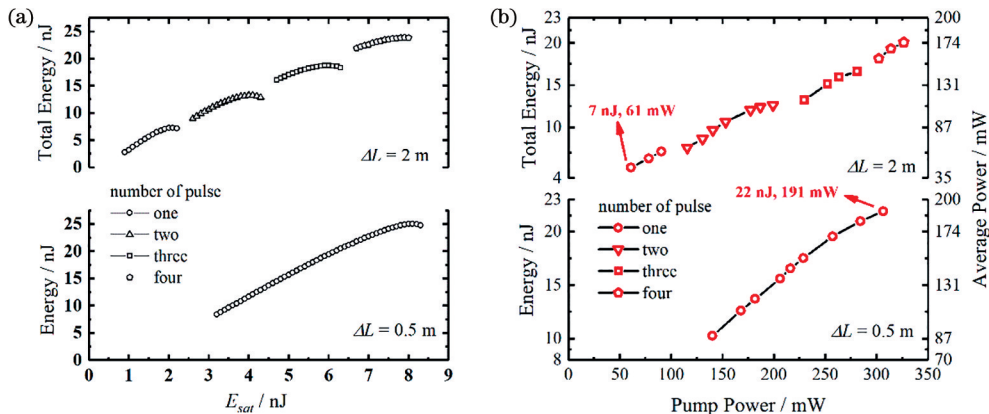 (a)
Total Energy / nJ
25
20
15
10
5
0
ΔL = 2 m
number of pulse
one
two
three
four
Energy / nJ
25
20
15
10
5
0
ΔL = 0.5 m
0 1 2 3 4 5 6 7 8 9
E_sat / nJ
(b)
Total Energy / nJ
23
20
15
10
4
7 nJ, 61 mW
ΔL = 2 m
200
174
131
87
35
Energy / nJ
23
21
15
10
8
number of pulse
one
two
three
four
22 nJ, 191 mW
ΔL = 0.5 m
200
174
131
87
70
Average Power / mW
0 50 100 150 200 250 300 350
Pump Power / mW